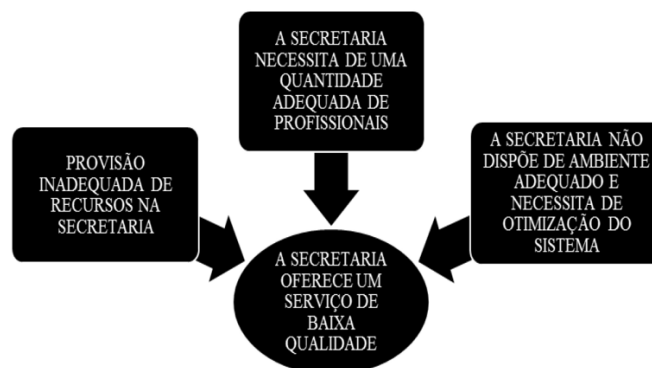 A SECRETARIA
NECESSITA DE UMA
QUANTIDADE
ADEQUADA DE
PROFISSIONAIS
PROVISÃO
INADEQUADA DE
RECURSOS NA
SECRETARIA
A SECRETARIA NÃO
DISPÕE DE AMBIENTE
ADEQUADO E
NECESSITA DE
OTIMIZAÇÃO DO
SISTEMA
A SECRETARIA
OFERECE UM
SERVIÇO DE
BAIXA
QUALIDADE